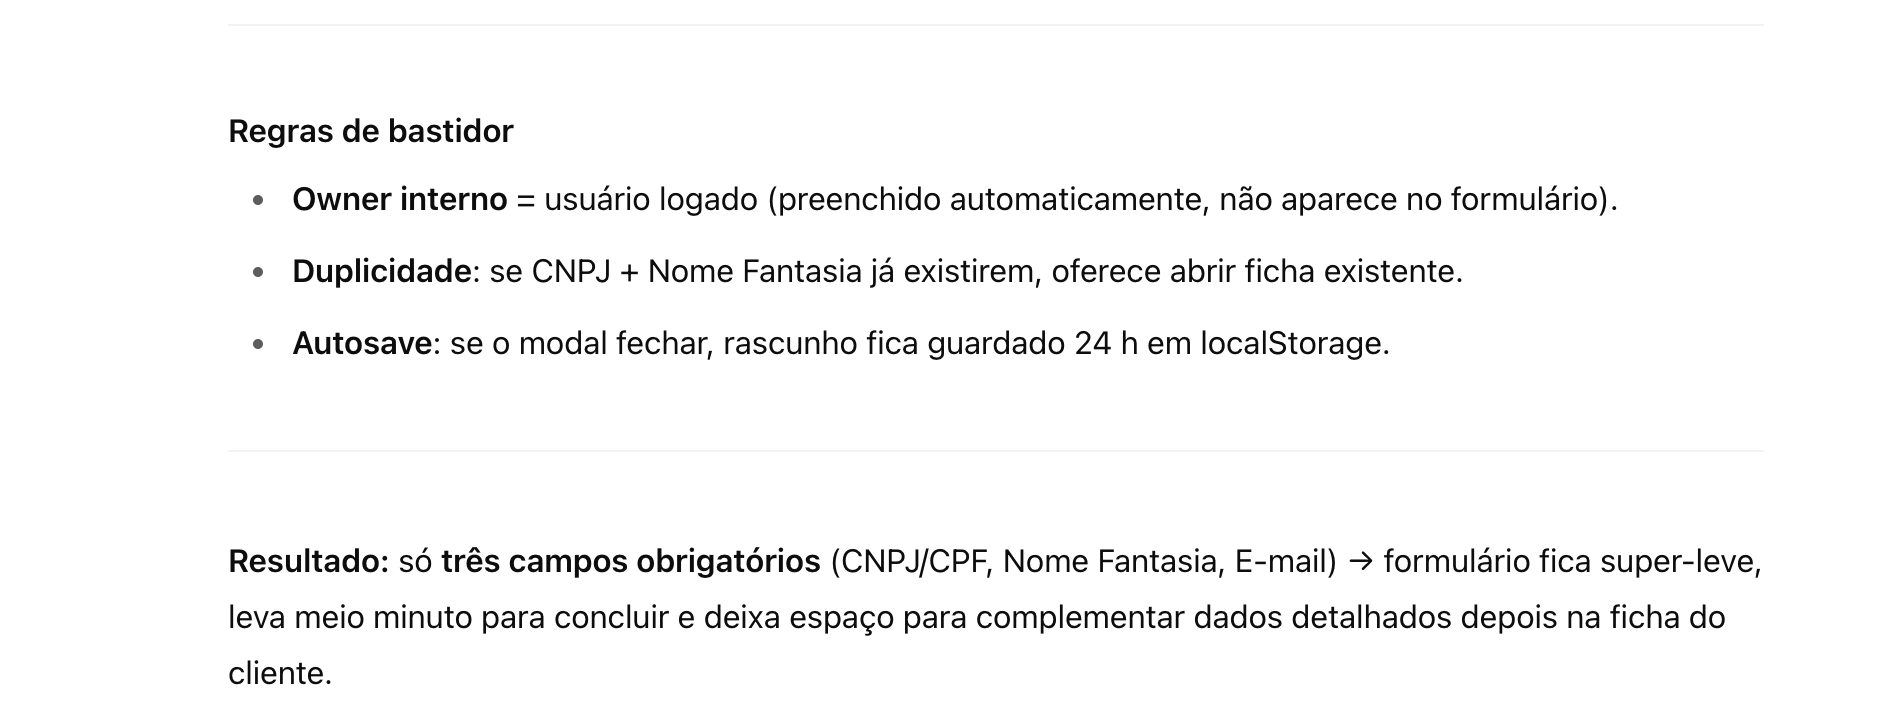 Regras de bastidor
• Owner interno = usuário logado (preenchido automaticamente, não aparece no formulário).
• Duplicidade: se CNPJ + Nome Fantasia já existirem, oferece abrir ficha existente.
• Autosave: se o modal fechar, rascunho fica guardado 24 h em localStorage.
Resultado: só três campos obrigatórios (CNPJ/CPF, Nome Fantasia, E-mail) → formulário fica super-leve,
leva meio minuto para concluir e deixa espaço para complementar dados detalhados depois na ficha do
cliente.